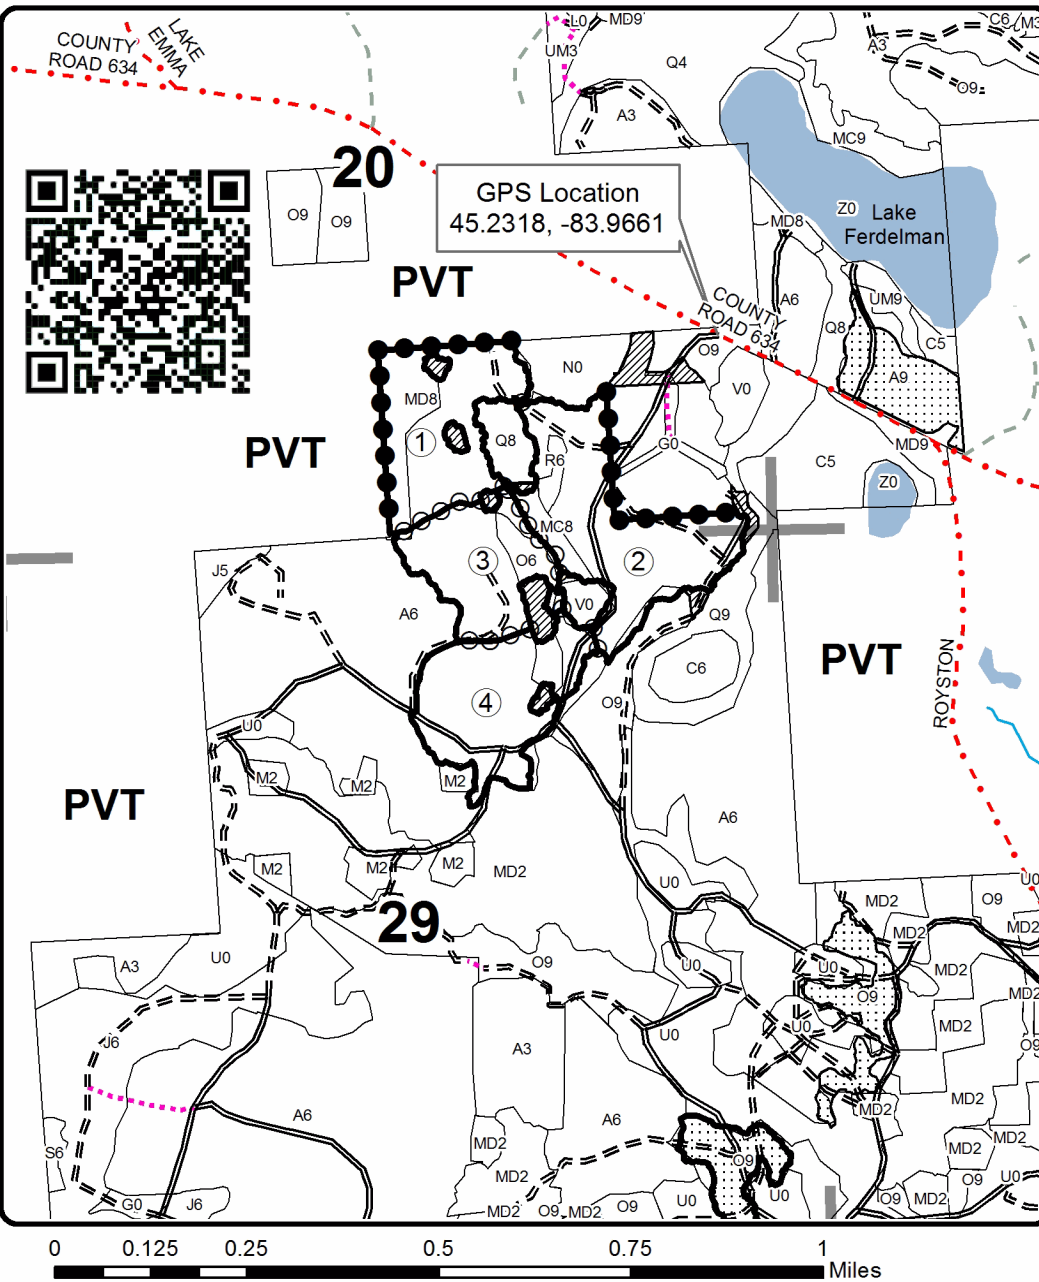 L0
MD9
C6
M3
COUNTY
ROAD 634
LAKE
EMMA
UM3
Q4
A3
O9
A3
MC9
20
GPS Location
45.2318, -83.9661
O9
O9
MD8
Z0
Lake
Ferdelman
PVT
COUNTY
ROAD 634
A6
UM9
Q8
C5
O9
N0
MD8
V0
A9
PVT
1
Q8
G0
MD9
R6
C5
Z0
MC8
3
O6
2
J5
A6
V0
Q9
C6
PVT
ROYSTON
4
O9
U0
M2
M2
M2
PVT
A6
M2
M2
M2
MD2
U0
U0
MD2
O9
29
MD2
MD2
A3
U0
O9
U0
U0
MD2
O9
MD2
J6
A3
U0
U0
MD2
O9
A6
A6
MD2
MD2
S6
MD2
MD2
MD2
O9
MD2
U0
O9
G0
J6
MD2
O9
MD2
O9
U0
U0
O9
MD2
0
0.125
0.25
0.5
0.75
1
Miles